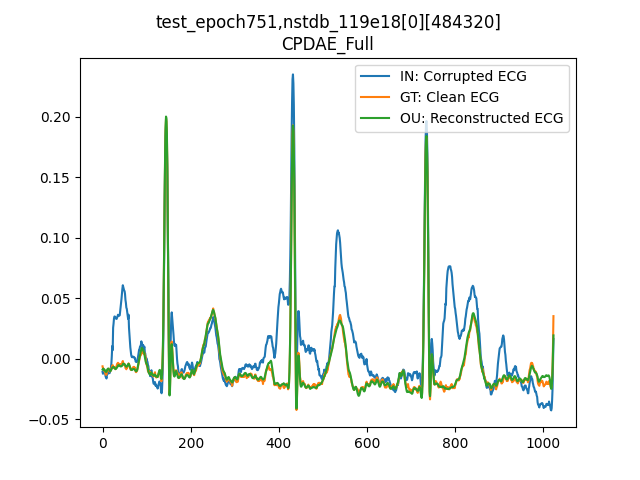 test_epoch751,nstdb_119e18[0][484320]
CPDAE_Full
IN: Corrupted ECG
GT: Clean ECG
OU: Reconstructed ECG
0.20
0.15
0.10
0.05
0.00
−0.05
0 200 400 600 800 1000